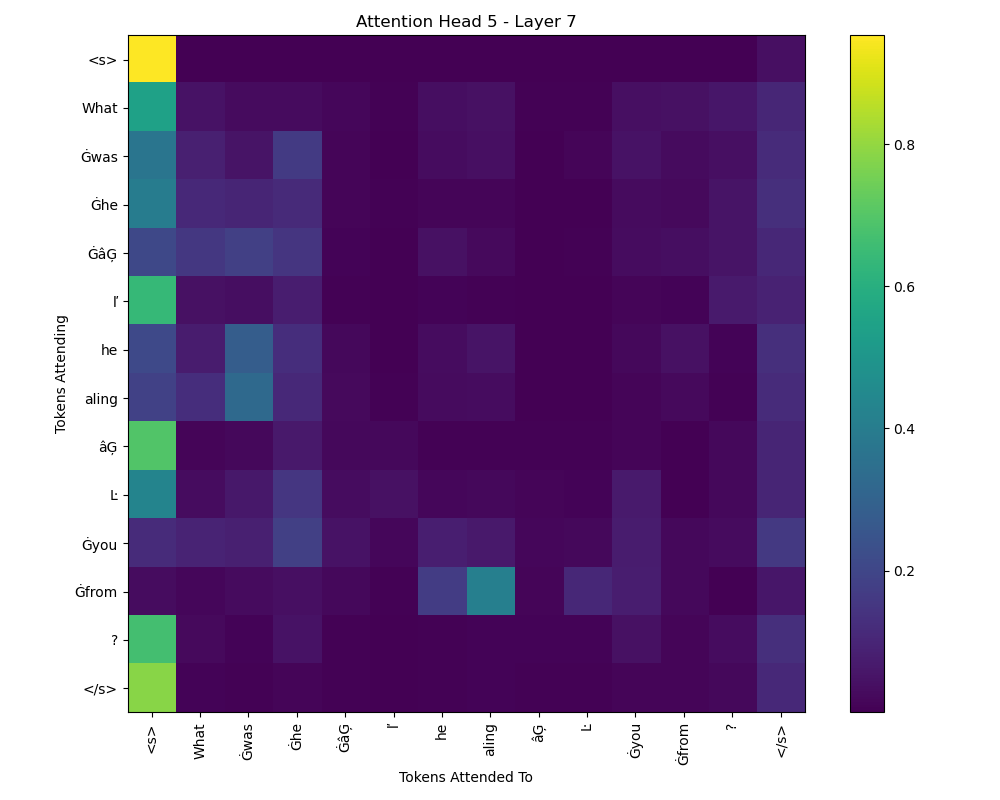 Attention Head 5 - Layer 7
Tokens Attending
<s>
What
Ġwas
Ġhe
ĠâĢ
ľ
he
aling
âĢ
Ŀ
Ġyou
Ġfrom
?
</s>
<s>
What
Ġwas
Ġhe
ĠâĢ
ľ
he
aling
âĢ
Ŀ
Ġyou
Ġfrom
?
</s>
Tokens Attended To
0.8
0.6
0.4
0.2